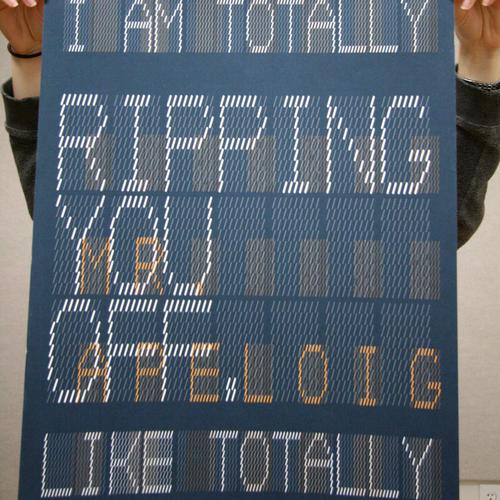 I AM TOTALLY
RIPPING
YOU
MR.
OFF,
APELOIG
LIKE TOTALLY